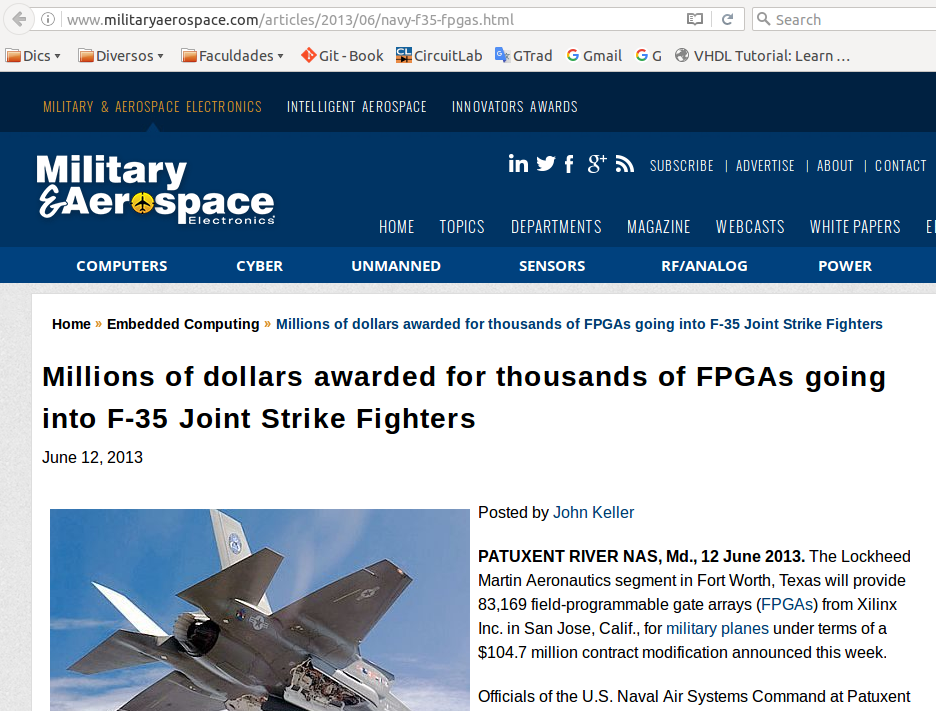 www.militaryaerospace.com/articles/2013/06/navy-f35-fpgas.html Search
Dics Diversos Faculdades Git - Book CircuitLab GTrad Gmail G VHDL Tutorial: Learn ...
MILITARY & AEROSPACE ELECTRONICS INTELLIGENT AEROSPACE INNOVATORS AWARDS
Military
&Aerospace
Electronics
in f g+ SUBSCRIBE | ADVERTISE | ABOUT | CONTACT
HOME TOPICS DEPARTMENTS MAGAZINE WEBCASTS WHITE PAPERS
COMPUTERS CYBER UNMANNED SENSORS RF/ANALOG POWER
Home » Embedded Computing » Millions of dollars awarded for thousands of FPGAs going into F-35 Joint Strike Fighters
Millions of dollars awarded for thousands of FPGAs going
into F-35 Joint Strike Fighters
June 12, 2013
Posted by John Keller
PATUXENT RIVER NAS, Md., 12 June 2013. The Lockheed
Martin Aeronautics segment in Fort Worth, Texas will provide
83,169 field-programmable gate arrays (FPGAs) from Xilinx
Inc. in San Jose, Calif., for military planes under terms of a
$104.7 million contract modification announced this week.
Officials of the U.S. Naval Air Systems Command at Patuxent